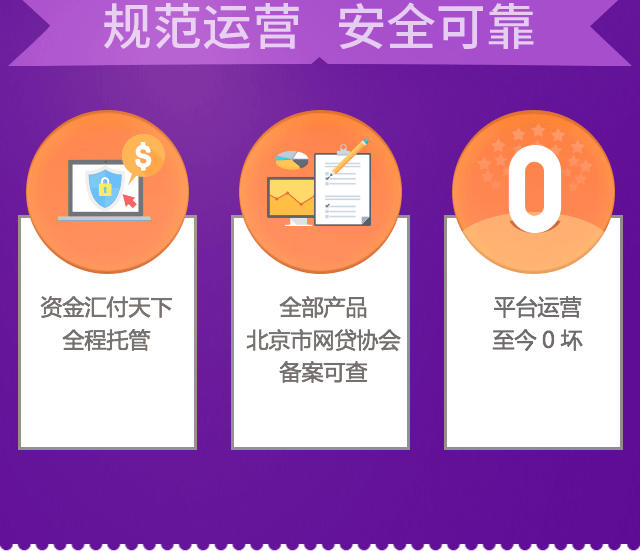 规范运营 安全可靠
$
0
资金汇付天下
全程托管
全部产品
北京市网贷协会
备案可查
平台运营
至今 0 坏